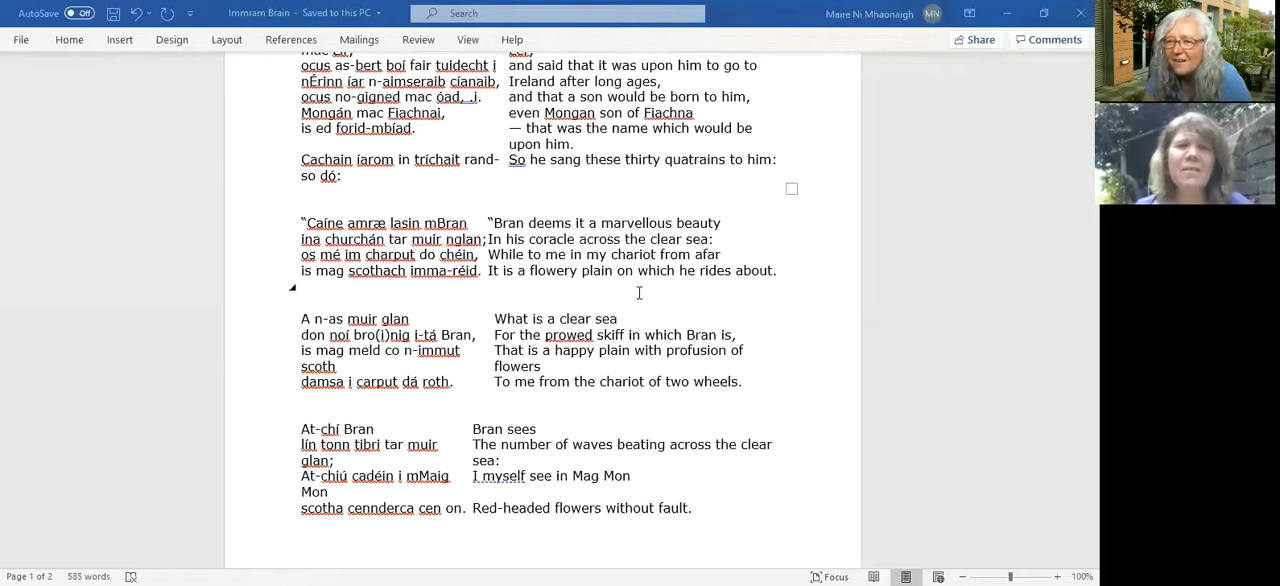 AutoSave Off Immram Brain - Saved to this PC Search Maire Ni Mhaonaigh MN
File Home Insert Design Layout References Mailings Review View Help Share Comments
ocus as-bert boi fair tuidecht i
nÉrinn íar n-aimseraib cíanaib,
ocus no-gigned mac óad, .i.
Mongán mac Fiachnai,
is ed forid-mbíad.
Cachain íarom in tríchait rand-
so dó:
and said that it was upon him to go to
Ireland after long ages,
and that a son would be born to him,
even Mongan son of Fiachna
— that was the name which would be
upon him.
So he sang these thirty quatrains to him:
“Caíne amræ lasin mBran
ina churchán tar muir nglan;
os mé im charput do chéin,
is mag scothach imma-réid.
“Bran deems it a marvellous beauty
In his coracle across the clear sea:
While to me in my chariot from afar
It is a flowery plain on which he rides about.
A n-as muir glan
don noí bro(i)nig i-tá Bran,
is mag meld co n-immut
scoth
damsa i carput dá roth.
What is a clear sea
For the prowed skiff in which Bran is,
That is a happy plain with profusion of
flowers
To me from the chariot of two wheels.
At-chí Bran
lín tonn tibri tar muir
glan;
At-chiú cadéin i mMaig
Mon
scotha cennderca cen on.
Bran sees
The number of waves beating across the clear
sea:
I myself see in Mag Mon
Red-headed flowers without fault.
Page 1 of 2 585 words Focus 100%